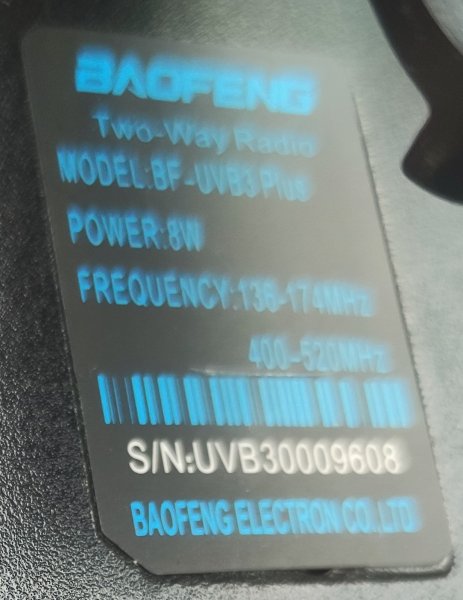 BAOFENG
Two-Way Radio
MODEL:BF-UVB3 Plus
POWER:8W
FREQUENCY:136-174MHz
400-520MHz
S/N:UVB30009608
BAOFENG ELECTRON CO.,LTD